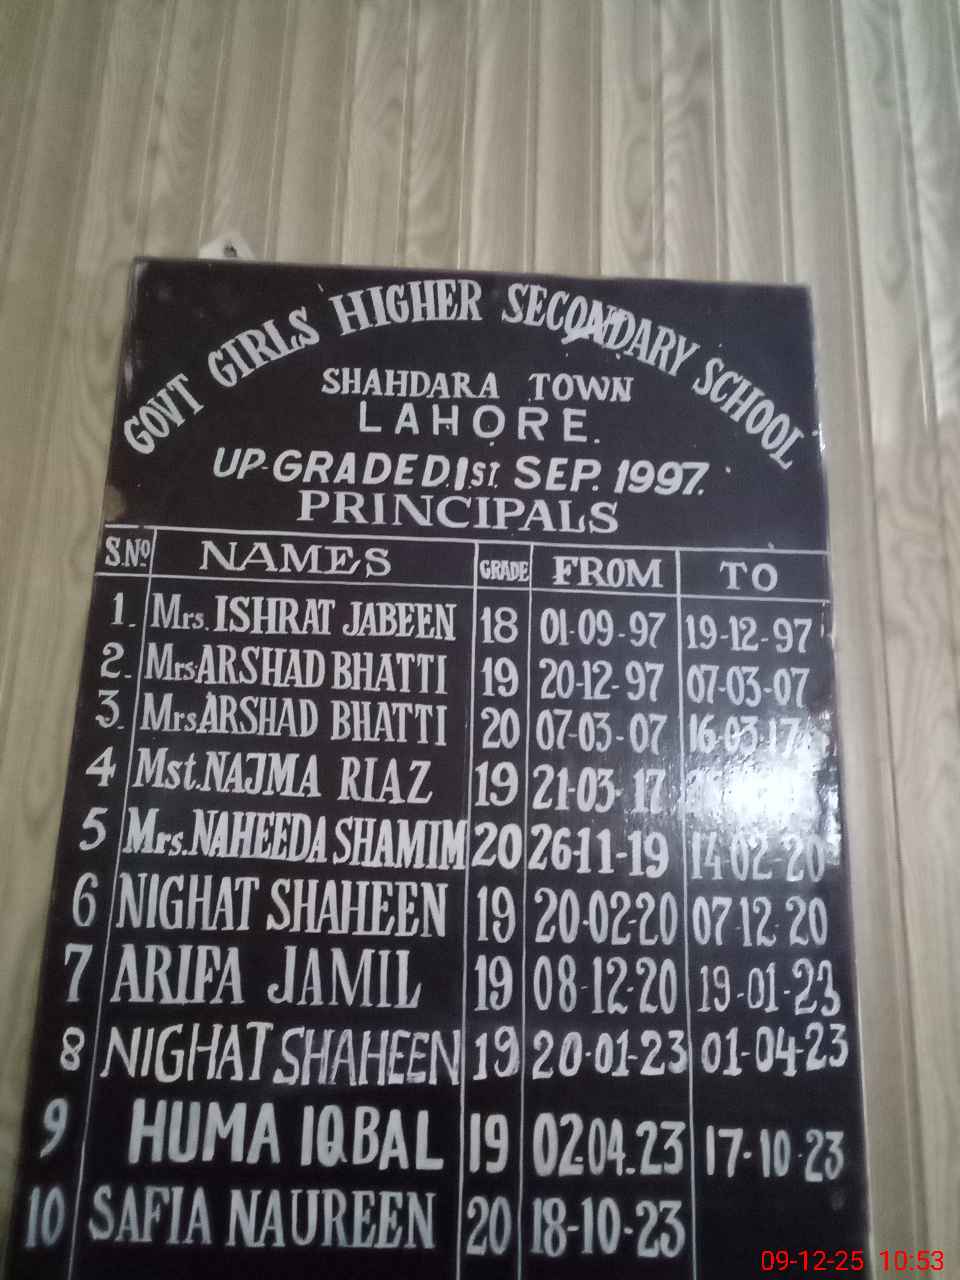 GOVT GIRLS HIGHER SECONDARY SCHOOL
SHAHDARA TOWN
LAHORE.
UP-GRADED.1ST. SEP. 1997.
PRINCIPALS
S.No NAMES GRADE FROM TO
1. Mrs. ISHRAT JABEEN 18 01-09-97 19-12-97
2. Mrs ARSHAD BHATTI 19 20-12-97 07-03-07
3. Mrs ARSHAD BHATTI 20 07-03-07 16-03-17
4 Mst. NAJMA RIAZ 19 21-03-17
5 Mrs. NAHEEDA SHAMIM 20 26-11-19 14-02-20
6 NIGHAT SHAHEEN 19 20-02-20 07-12-20
7 ARIFA JAMIL 19 08-12-20 19-01-23
8 NIGHAT SHAHEEN 19 20-01-23 01-04-23
9 HUMA IQBAL 19 02-04-23 17-10-23
10 SAFIA NAUREEN 20 18-10-23
09-12-25 10:53